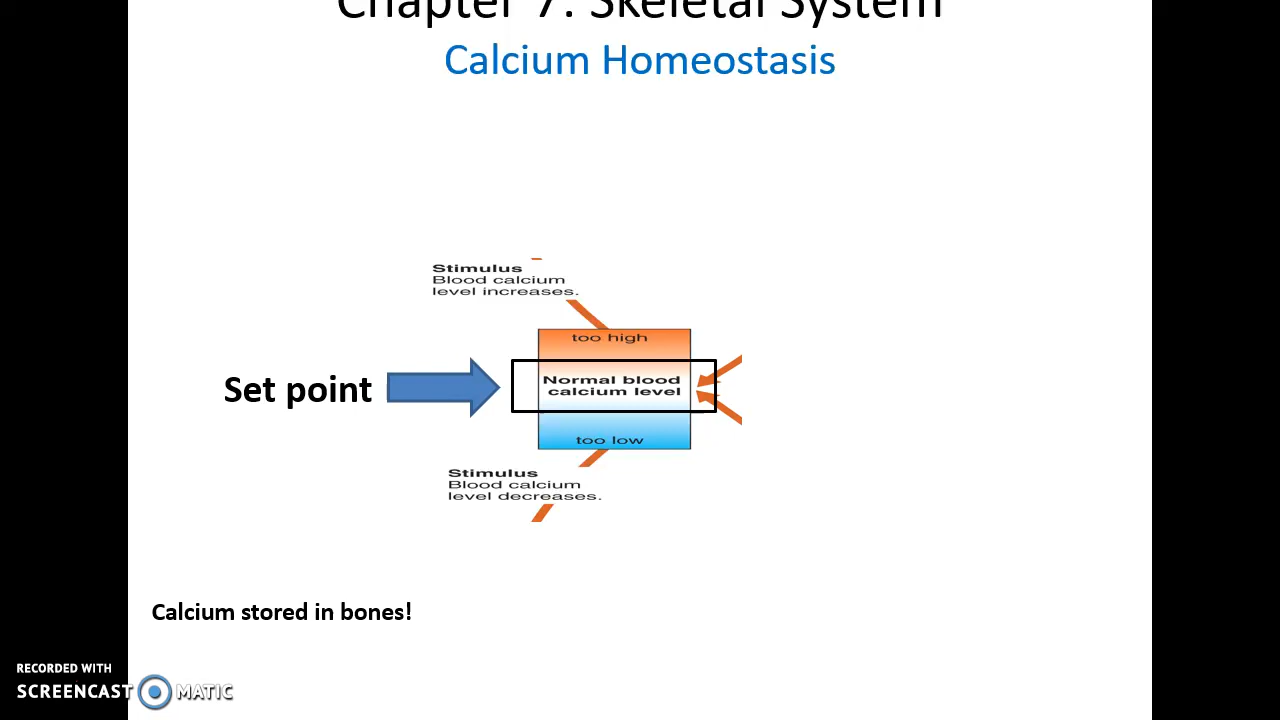 Chapter 7: Skeletal System
Calcium Homeostasis
Stimulus
Blood calcium
level increases.
too high
Set point
Normal blood
calcium level
too low
Stimulus
Blood calcium
level decreases.
Calcium stored in bones!
RECORDED WITH
SCREENCAST MATIC